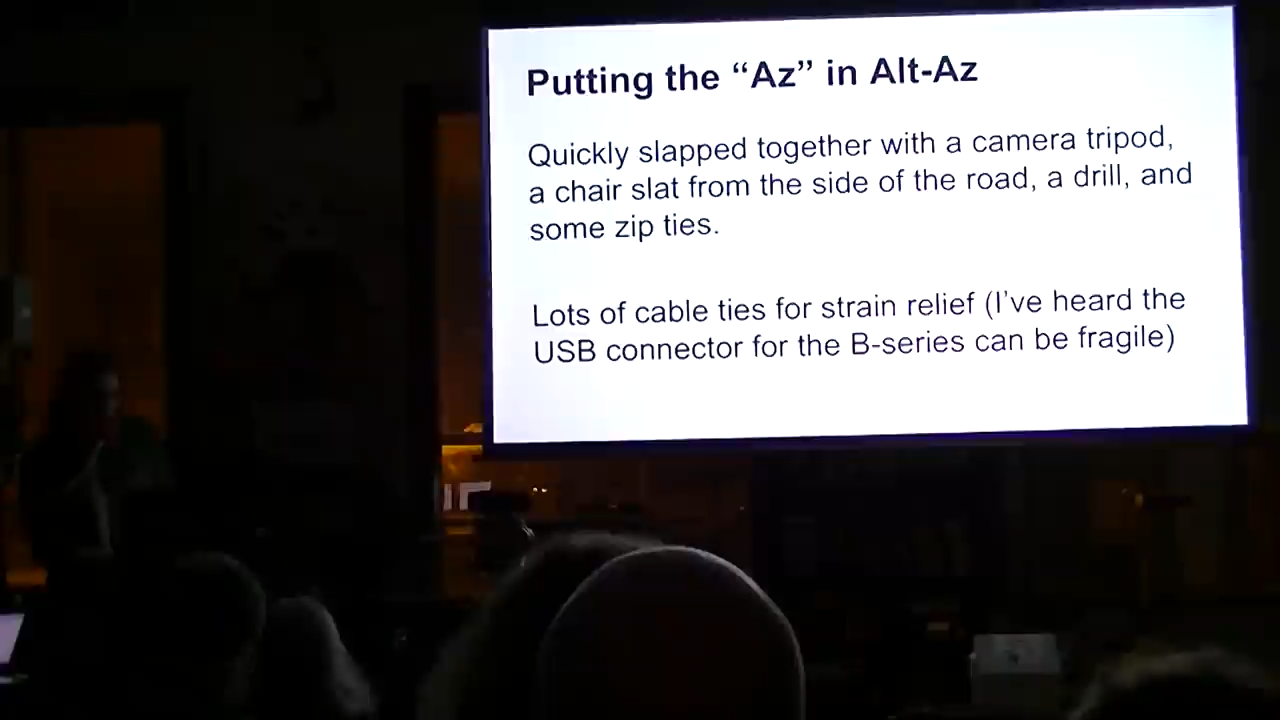 Putting the “Az” in Alt-Az
Quickly slapped together with a camera tripod,
a chair slat from the side of the road, a drill, and
some zip ties.
Lots of cable ties for strain relief (I’ve heard the
USB connector for the B-series can be fragile)